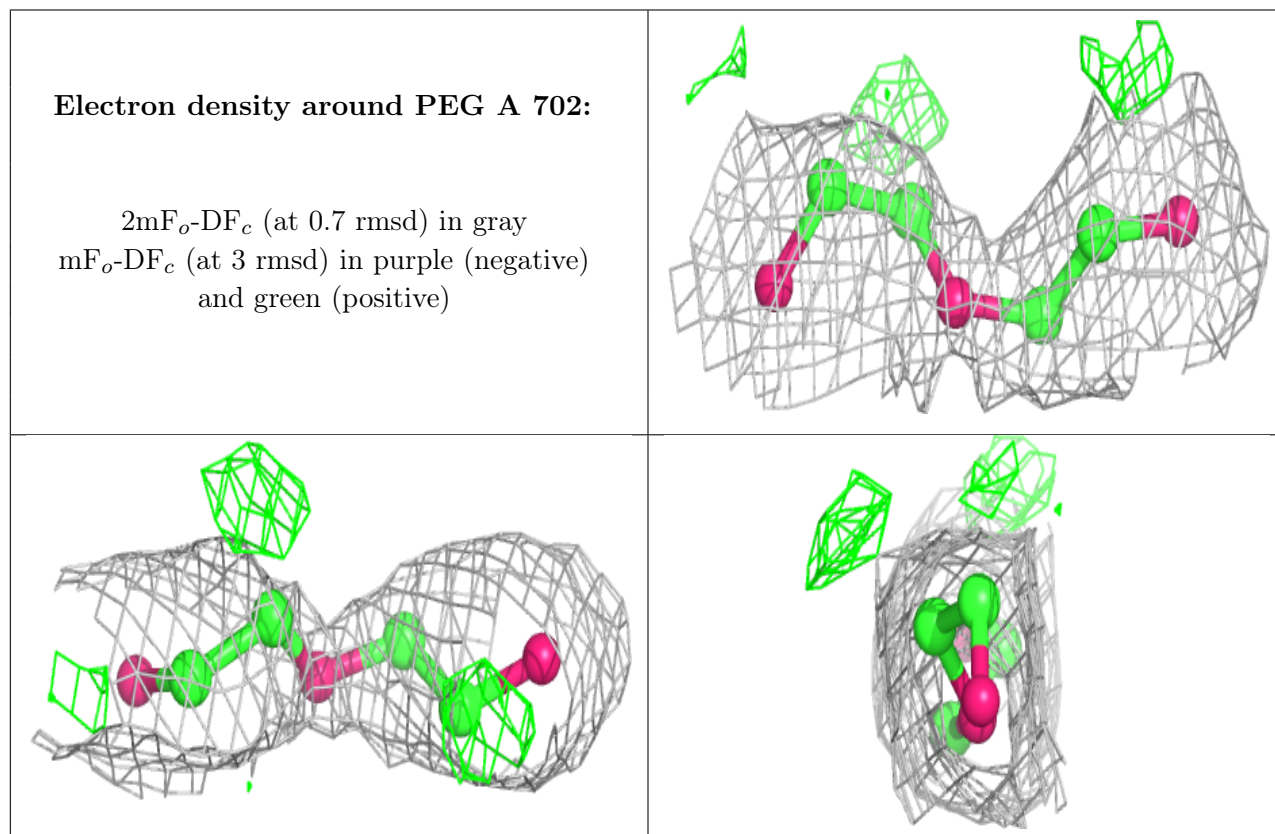 Electron density around PEG A 702:
2mFo-DFc (at 0.7 rmsd) in gray
mFo-DFc (at 3 rmsd) in purple (negative)
and green (positive)